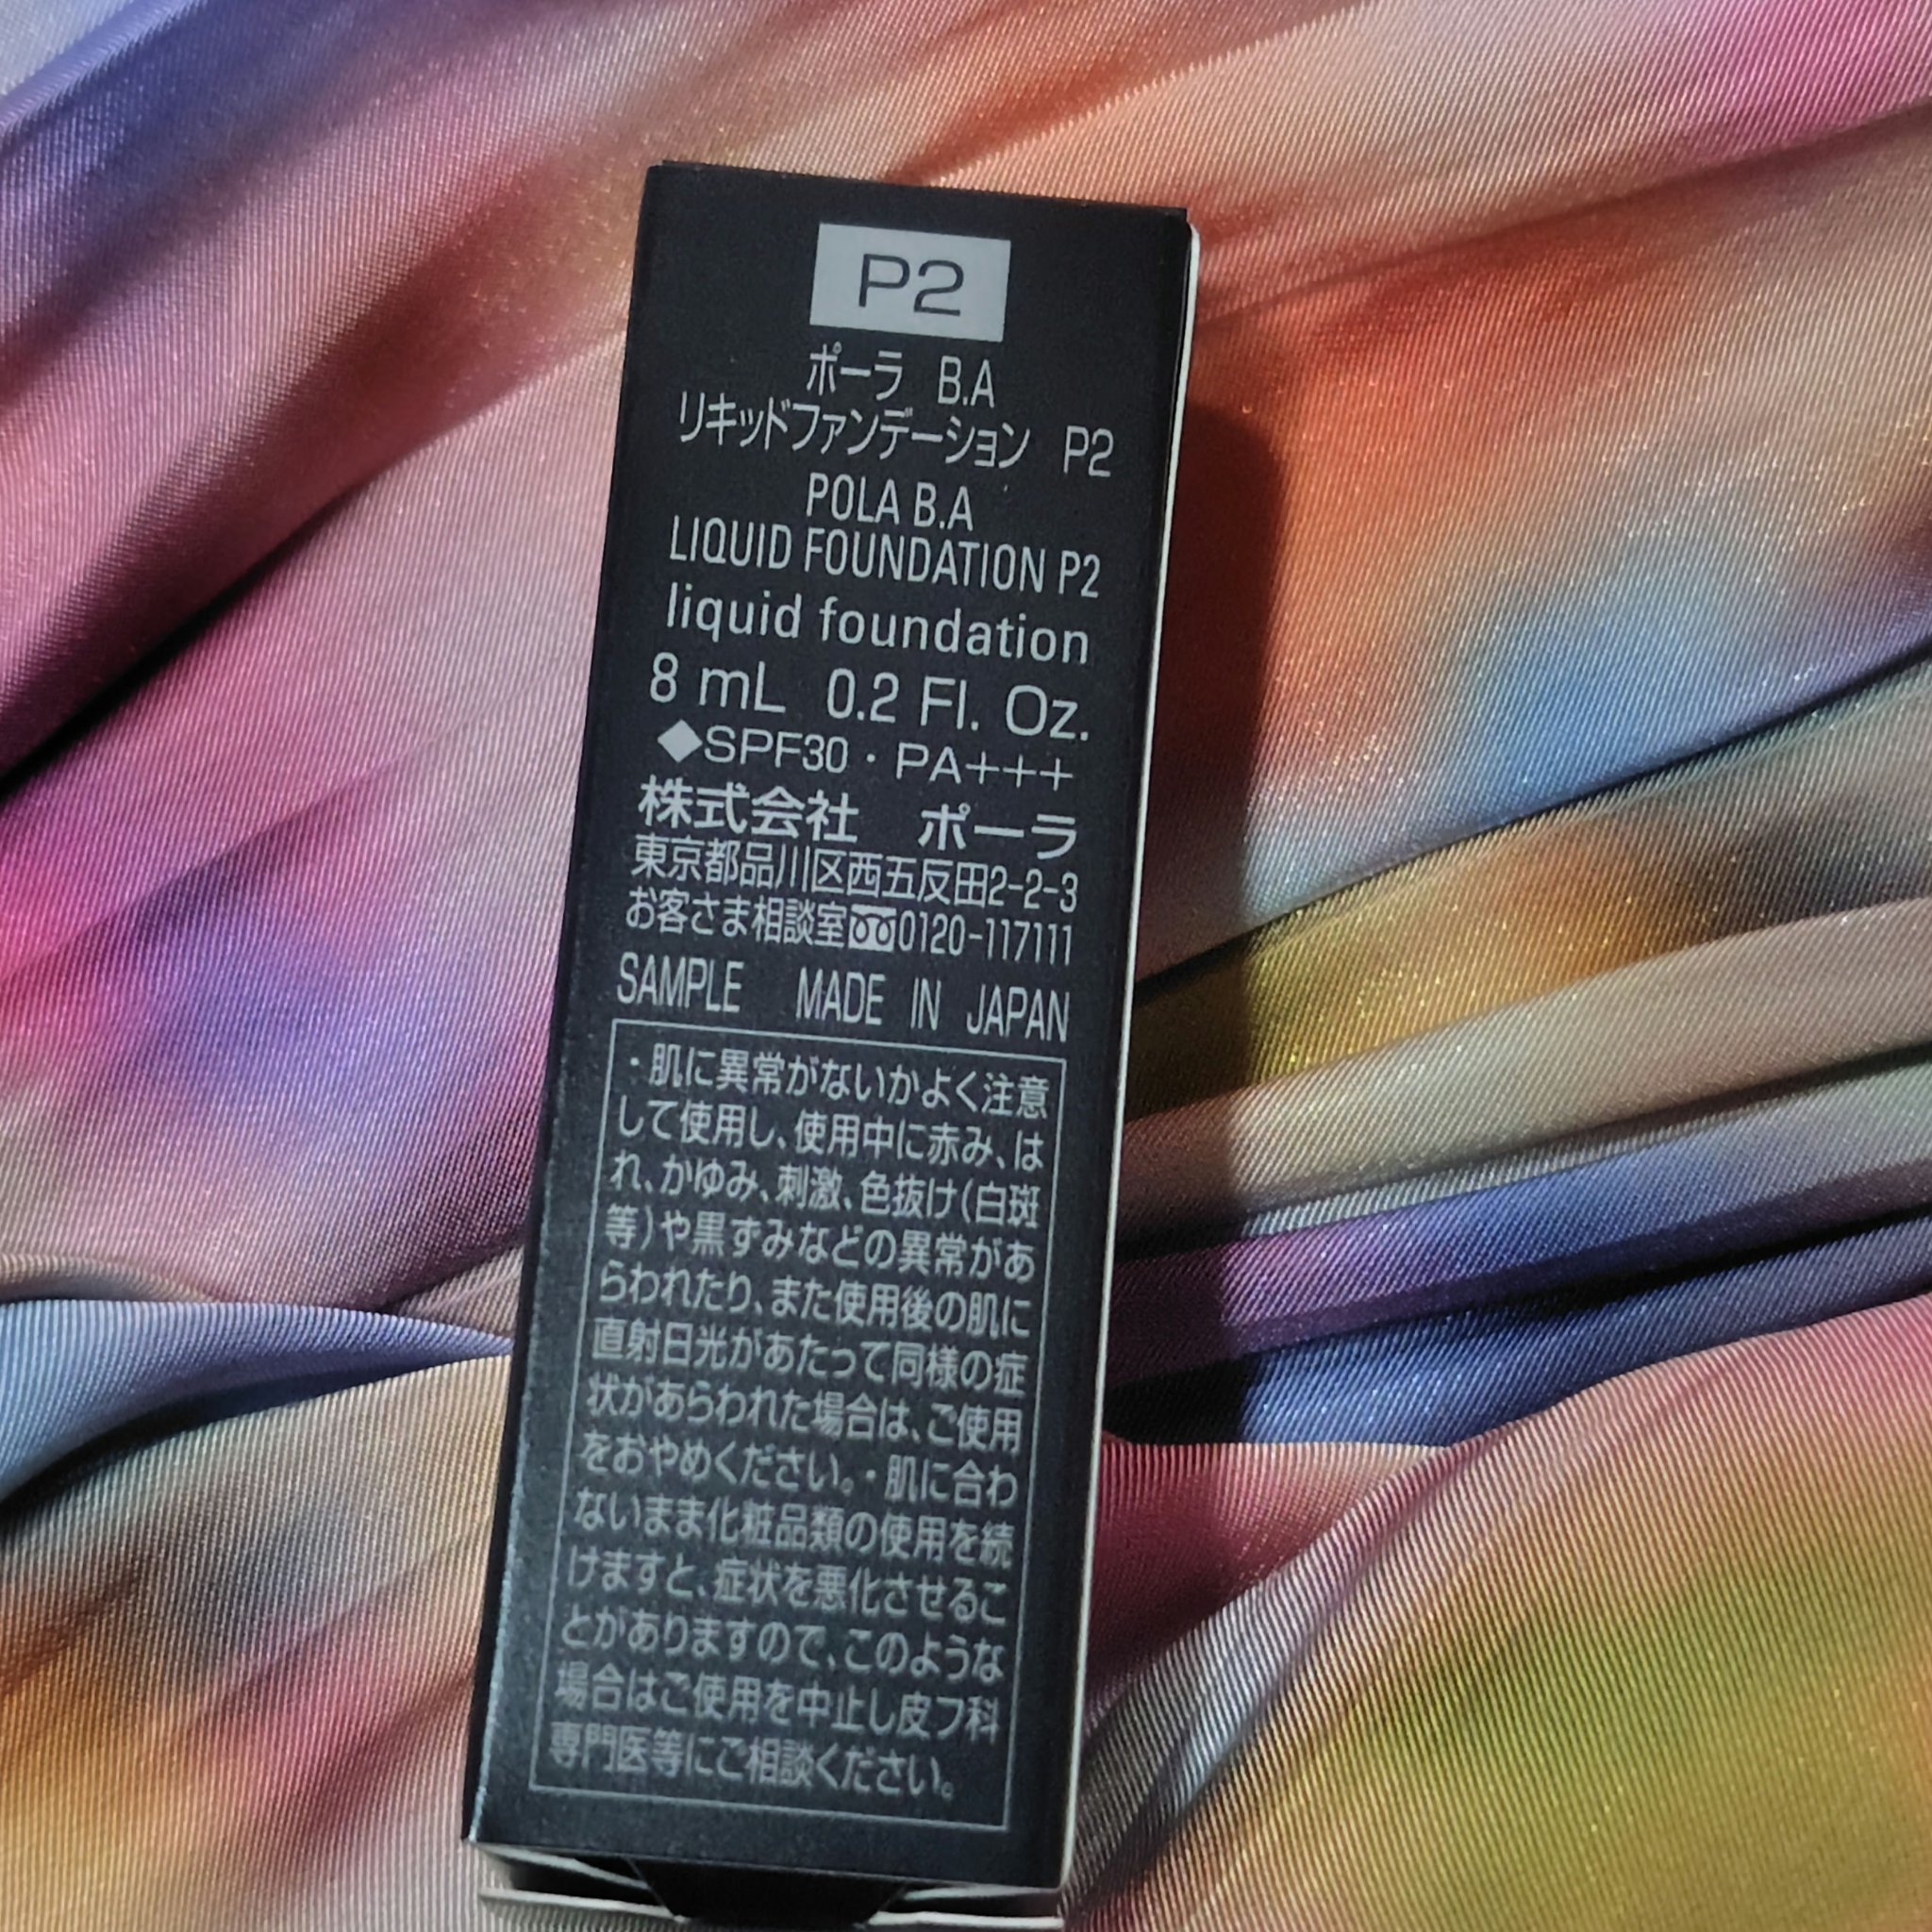 P2
ポーラ B.A
リキッドファンデーション P2
POLA B.A
LIQUID FOUNDATION P2
liquid foundation
8 mL 0.2 Fl. Oz.
◆SPF30・PA+++
株式会社 ポーラ
東京都品川区西五反田2-2-3
お客さま相談室0120-117111
SAMPLE MADE IN JAPAN
・肌に異常がないかよく注意
して使用し、使用中に赤み、は
れ、かゆみ、刺激、色抜け(白斑
等)や黒ずみなどの異常があ
らわれたり、また使用後の肌に
直射日光があたって同様の症
状があらわれた場合は、ご使用
をおやめください。・肌に合わ
ないまま化粧品類の使用を続
けますと、症状を悪化させるこ
とがありますので、このような
場合はご使用を中止し皮フ科
専門医等にご相談ください。